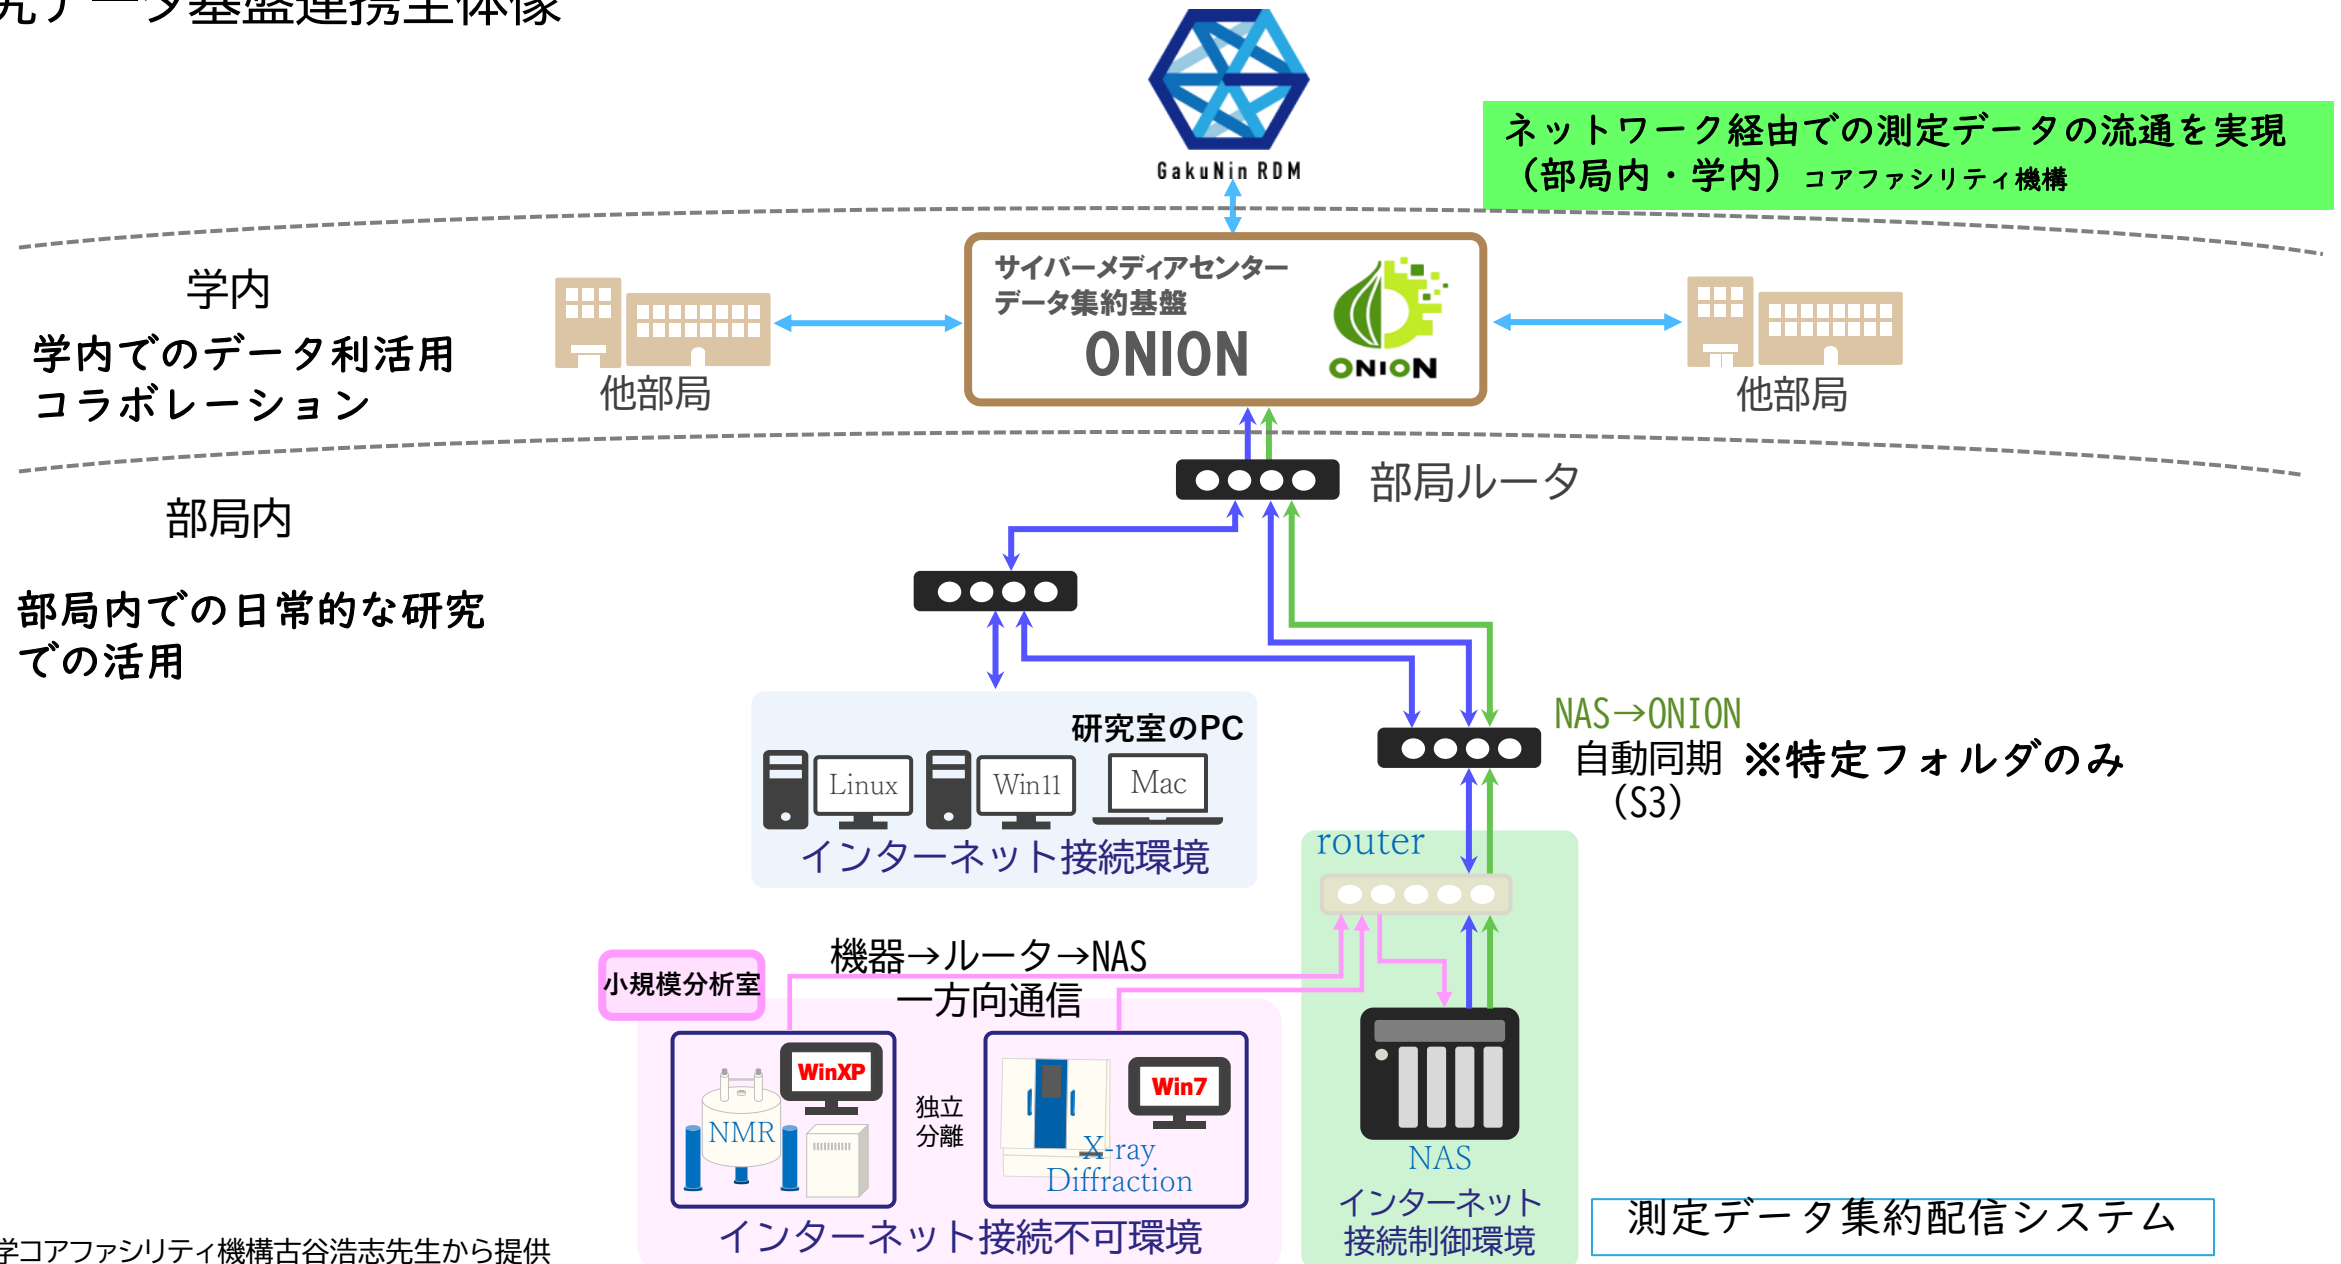 究データ基盤連携全体像
GakuNin RDM
ネットワーク経由での測定データの流通を実現
（部局内・学内）コアファシリティ機構
学内
学内でのデータ利活用
コラボレーション
他部局
サイバーメディアセンター
データ集約基盤
ONION
ONION
他部局
部局ルータ
部局内
部局内での日常的な研究
での活用
研究室のPC
Linux
Win11
Mac
インターネット接続環境
NAS→ONION
自動同期 ※特定フォルダのみ
（S3）
router
機器→ルータ→NAS
一方向通信
小規模分析室
WinXP
NMR
独立
分離
Win7
X-ray
Diffraction
インターネット接続不可環境
NAS
インターネット
接続制御環境
測定データ集約配信システム
学コアファシリティ機構古谷浩志先生から提供